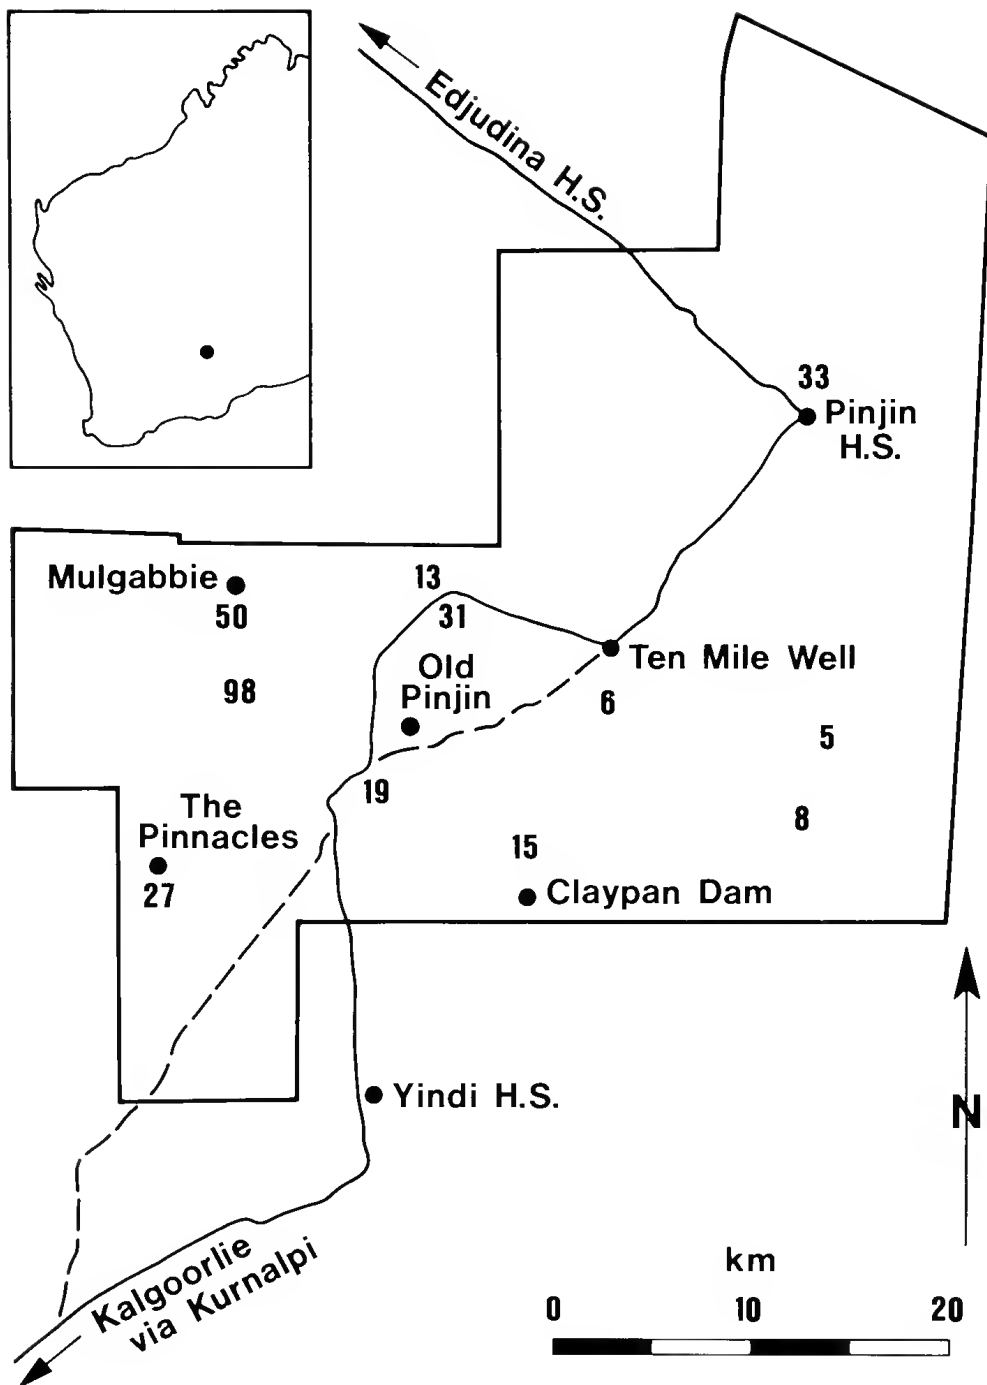 Edjudina H.S.
33
Pinjin
H.S.
Mulgabbie
50
13
31
98
Old
Pinjin
Ten Mile Well
6
5
19
8
The
Pinnacles
27
15
Claypan Dam
Yindi H.S.
N
Kalgoorlie
via Kurnalpi
km
0 10 20